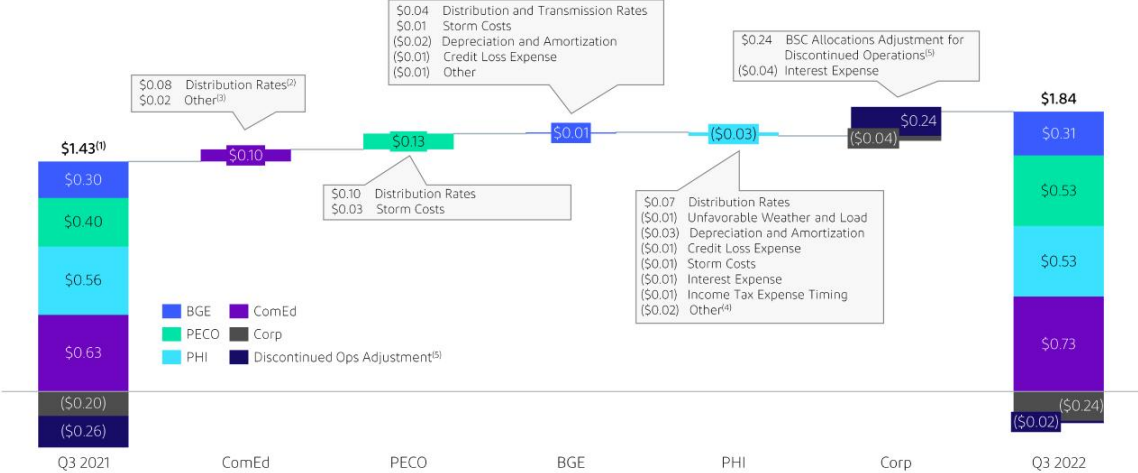 $0.04 Distribution and Transmission Rates
$0.01 Storm Costs
($0.02) Depreciation and Amortization
($0.01) Credit Loss Expense
($0.01) Other
$0.24 BSC Allocations Adjustment for
Discontinued Operations(5)
($0.04) Interest Expense
$0.08 Distribution Rates(2)
$0.02 Other(3)
$1.84
$1.43(1)
$0.30
$0.40
$0.56
$0.63
($0.20)
($0.26)
$0.10
$0.13
$0.01
($0.03)
$0.24
($0.04)
$0.31
$0.53
$0.53
$0.73
($0.24)
($0.02)
$0.10 Distribution Rates
$0.03 Storm Costs
$0.07 Distribution Rates
($0.01) Unfavorable Weather and Load
($0.03) Depreciation and Amortization
($0.01) Credit Loss Expense
($0.01) Storm Costs
($0.01) Interest Expense
($0.01) Income Tax Expense Timing
($0.02) Other(4)
BGE ComEd
PECO Corp
PHI Discontinued Ops Adjustment(5)
Q3 2021 ComEd PECO BGE PHI Corp Q3 2022